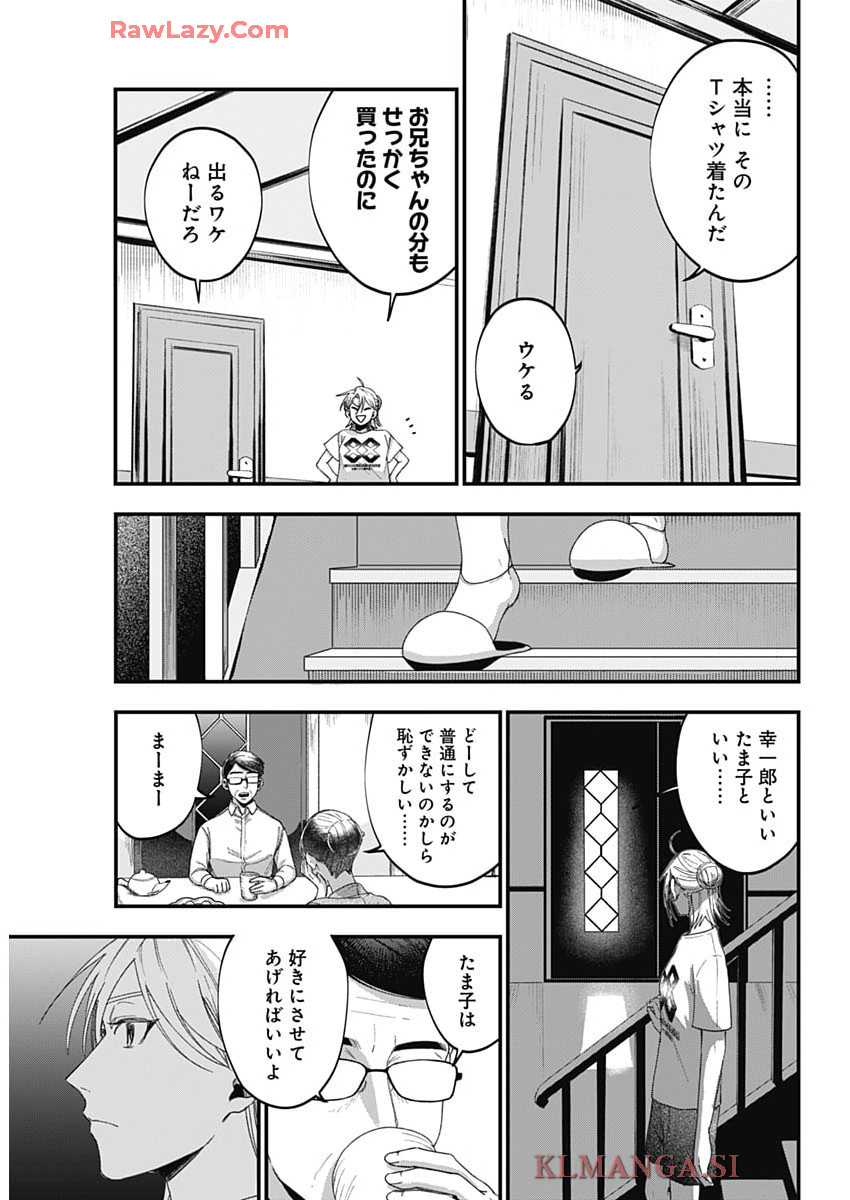 RawLazy.Com
……
本当に その
Tシャツ着たんだ
ウケる
お兄ちゃんの分も
せっかく
買ったのに
出るワケ
ねーだろ
幸一郎といい
たま子と
いい……
どーして
普通にするのが
できないのかしら
恥ずかしい……
まーまー
たま子は
好きにさせて
あげればいいよ
KLMANGA.SI